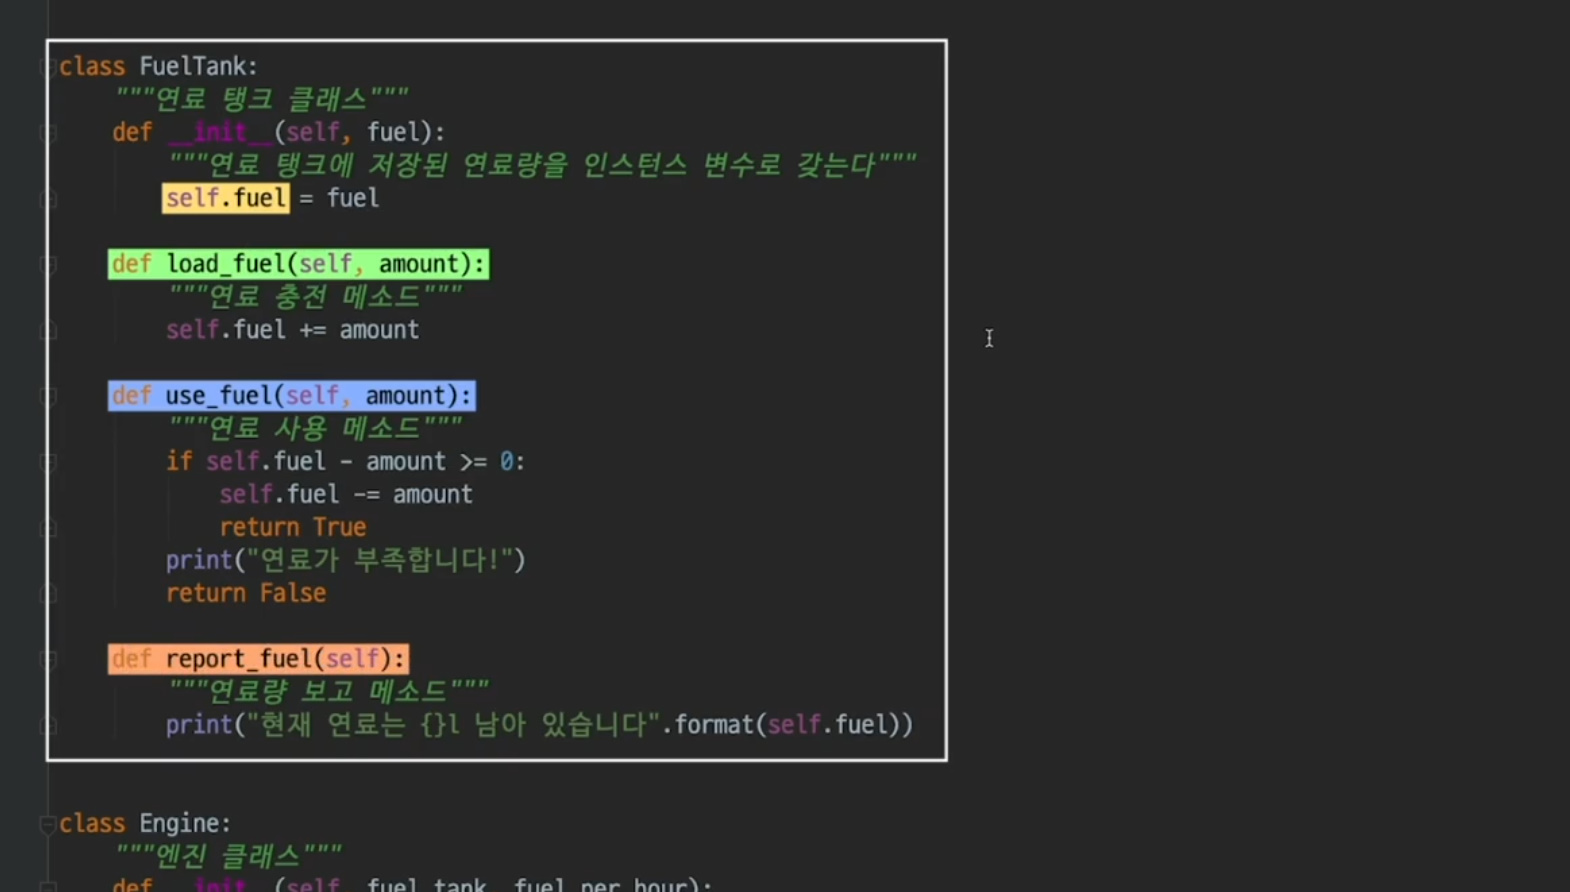 class FuelTank:
"""연료 탱크 클래스"""
def __init__(self, fuel):
"""연료 탱크에 저장된 연료량을 인스턴스 변수로 갖는다"""
self.fuel = fuel
def load_fuel(self, amount):
"""연료 충전 메소드"""
self.fuel += amount
def use_fuel(self, amount):
"""연료 사용 메소드"""
if self.fuel - amount >= 0:
self.fuel -= amount
return True
print("연료가 부족합니다!")
return False
def report_fuel(self):
"""연료량 보고 메소드"""
print("현재 연료는 {}l 남아 있습니다".format(self.fuel))
class Engine:
"""엔진 클래스"""
def __init__(self, fuel_tank, fuel_per_hour):